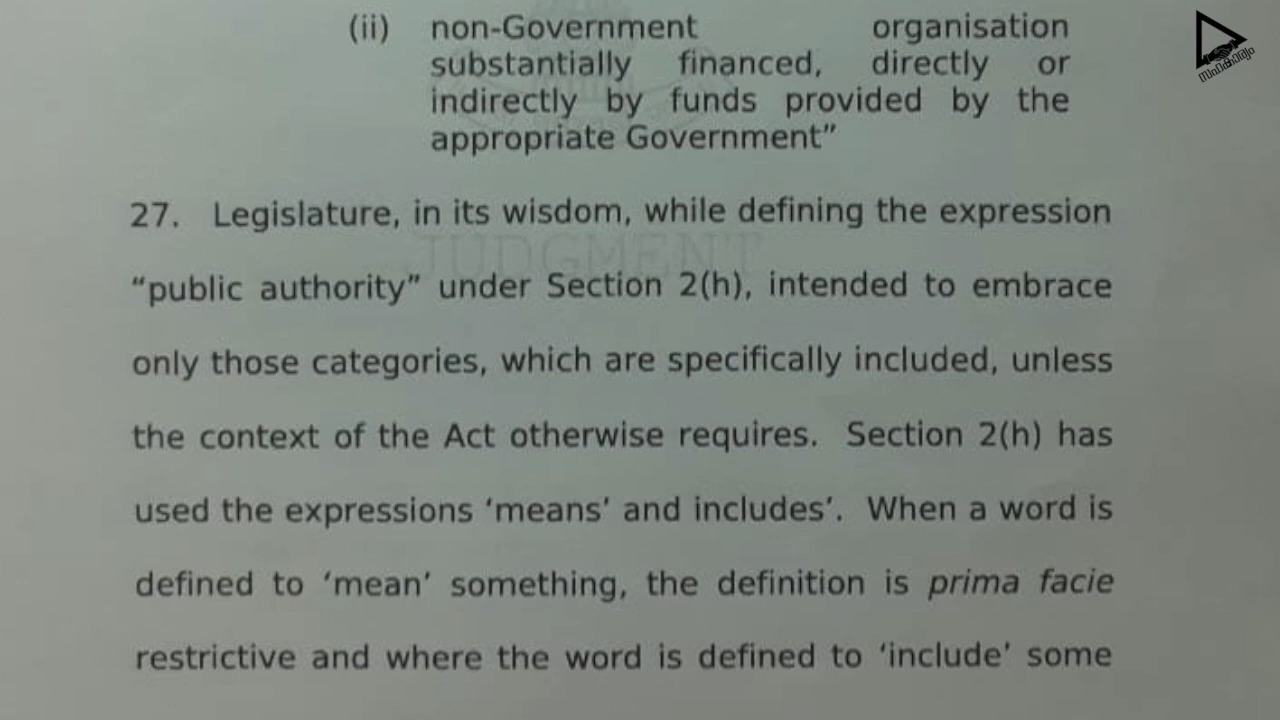 (ii) non-Government organisation
substantially financed, directly or
indirectly by funds provided by the
appropriate Government”
27. Legislature, in its wisdom, while defining the expression
JUDGMENT
“public authority” under Section 2(h), intended to embrace
only those categories, which are specifically included, unless
the context of the Act otherwise requires. Section 2(h) has
used the expressions ‘means’ and includes’. When a word is
defined to ‘mean’ something, the definition is prima facie
restrictive and where the word is defined to ‘include’ some